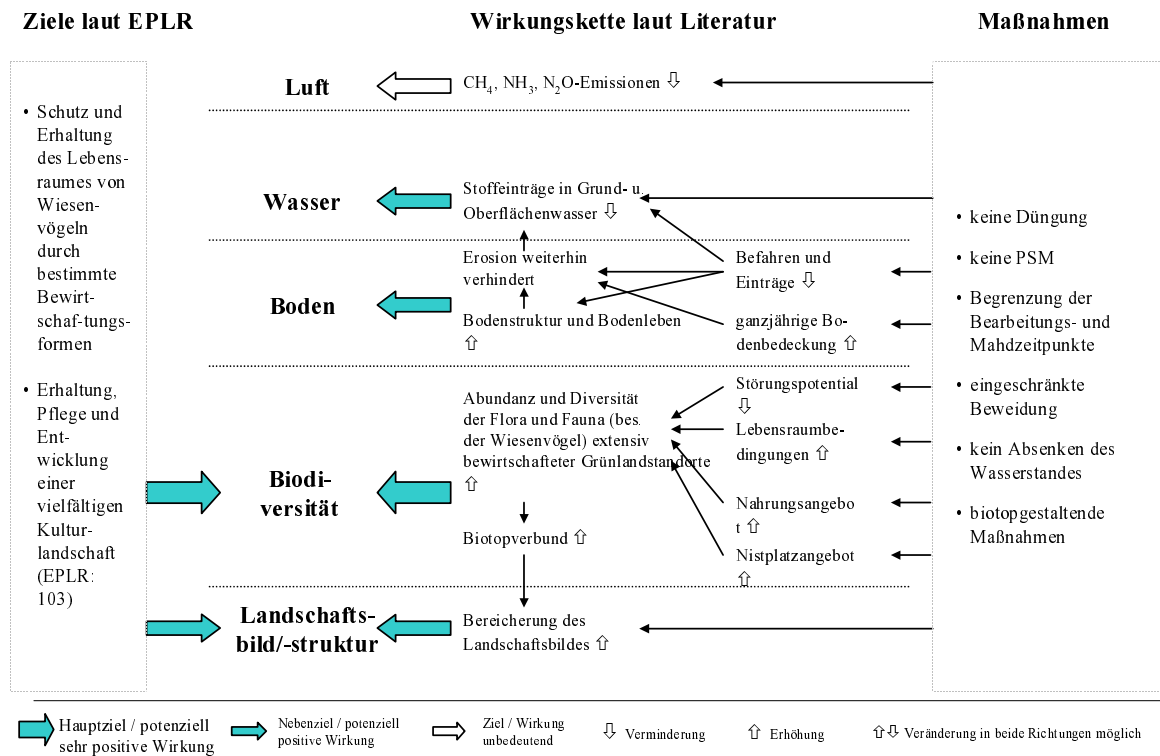 Ziele laut EPLR
Wirkungskette laut Literatur
Maßnahmen
• Schutz und
Erhaltung
des Lebens-
raumes von
Wiesen-
vögeln
durch
bestimmte
Bewirt-
schaf-tungs-
formen
• Erhaltung,
Pflege und
Ent-
wicklung
einer
vielfältigen
Kultur-
landschaft
(EPLR:
103)
Luft
CH₄, NH₃, N₂O-Emissionen ⇩
Wasser
Stoffeinträge in Grund- u.
Oberflächenwasser ⇩
Boden
Erosion weiterhin
verhindert
Bodenstruktur und Bodenleben
⇧
Befahren und
Einträge ⇩
ganzjährige Bo-
denbedeckung ⇧
Biodi-
versität
Abundanz und Diversität
der Flora und Fauna (bes.
der Wiesenvögel) extensiv
bewirtschafteter Grünlandstandorte
⇧
Biotopverbund ⇧
Störungspotential
⇩
Lebensraumbe-
dingungen ⇧
Nahrungsangebo
t ⇧
Nistplatzangebot
⇧
Landschafts-
bild/-struktur
Bereicherung des
Landschaftsbildes ⇧
• keine Düngung
• keine PSM
• Begrenzung der
Bearbeitungs- und
Mahdzeitpunkte
• eingeschränkte
Beweidung
• kein Absenken des
Wasserstandes
• biotopgestaltende
Maßnahmen
Hauptziel / potenziell
sehr positive Wirkung
Nebenziel / potenziell
positive Wirkung
Ziel / Wirkung
unbedeutend
⇩ Verminderung
⇧ Erhöhung
⇧⇩ Veränderung in beide Richtungen möglich